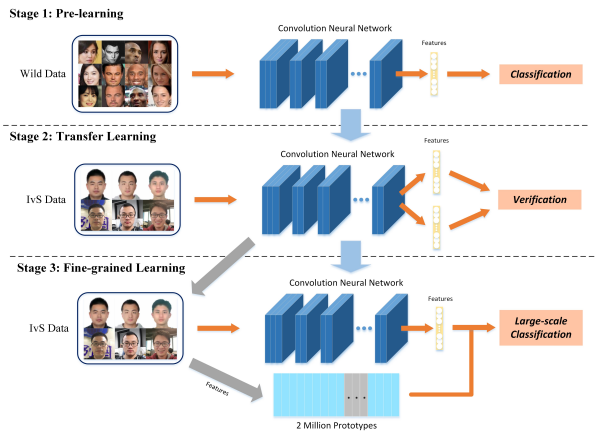 Stage 1: Pre-learning
Convolution Neural Network
Features
Wild Data
Classification
Stage 2: Transfer Learning
Features
Convolution Neural Network
IvS Data
Verification
Stage 3: Fine-grained Learning
Convolution Neural Network
Features
IvS Data
Large-scale
Classification
Features
2 Million Prototypes